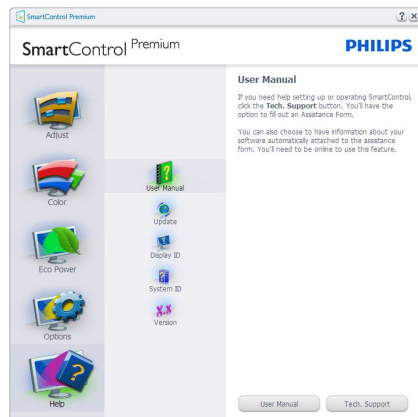 SmartControl Premium
SmartControl Premium
PHILIPS
Adjust
Color
Eco Power
Options
Help
User Manual
Update
Display ID
System ID
Version
User Manual
If you need help setting up or operating SmartControl,
click the Tech. Support button. You'll have the
option to fill out an Assistance Form.
You can also choose to have information about your
software automatically attached to the assistance
form. You'll need to be online to use this feature.
User Manual
Tech. Support